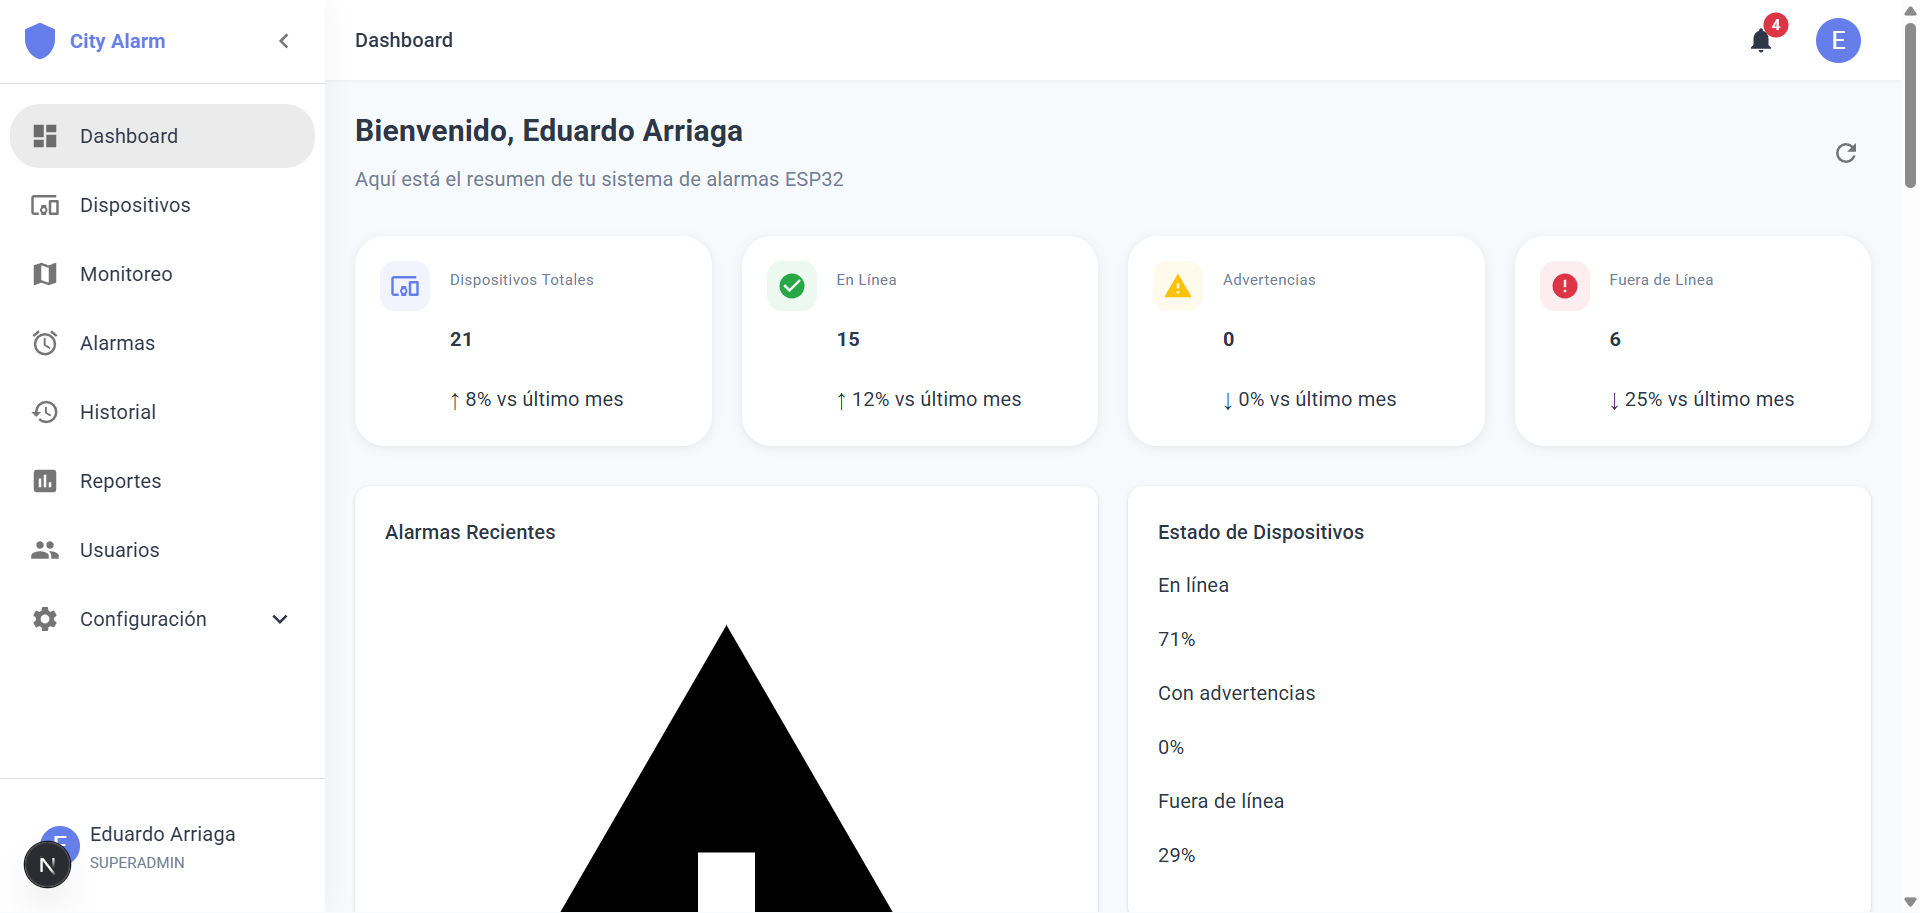 City Alarm
Dashboard
Dispositivos
Monitoreo
Alarmas
Historial
Reportes
Usuarios
Configuración
Eduardo Arriaga
SUPERADMIN
N
Dashboard
4
E
Bienvenido, Eduardo Arriaga
Aquí está el resumen de tu sistema de alarmas ESP32
Dispositivos Totales
21
↑ 8% vs último mes
En Línea
15
↑ 12% vs último mes
Advertencias
0
↓ 0% vs último mes
Fuera de Línea
6
↓ 25% vs último mes
Alarmas Recientes
Estado de Dispositivos
En línea
71%
Con advertencias
0%
Fuera de línea
29%